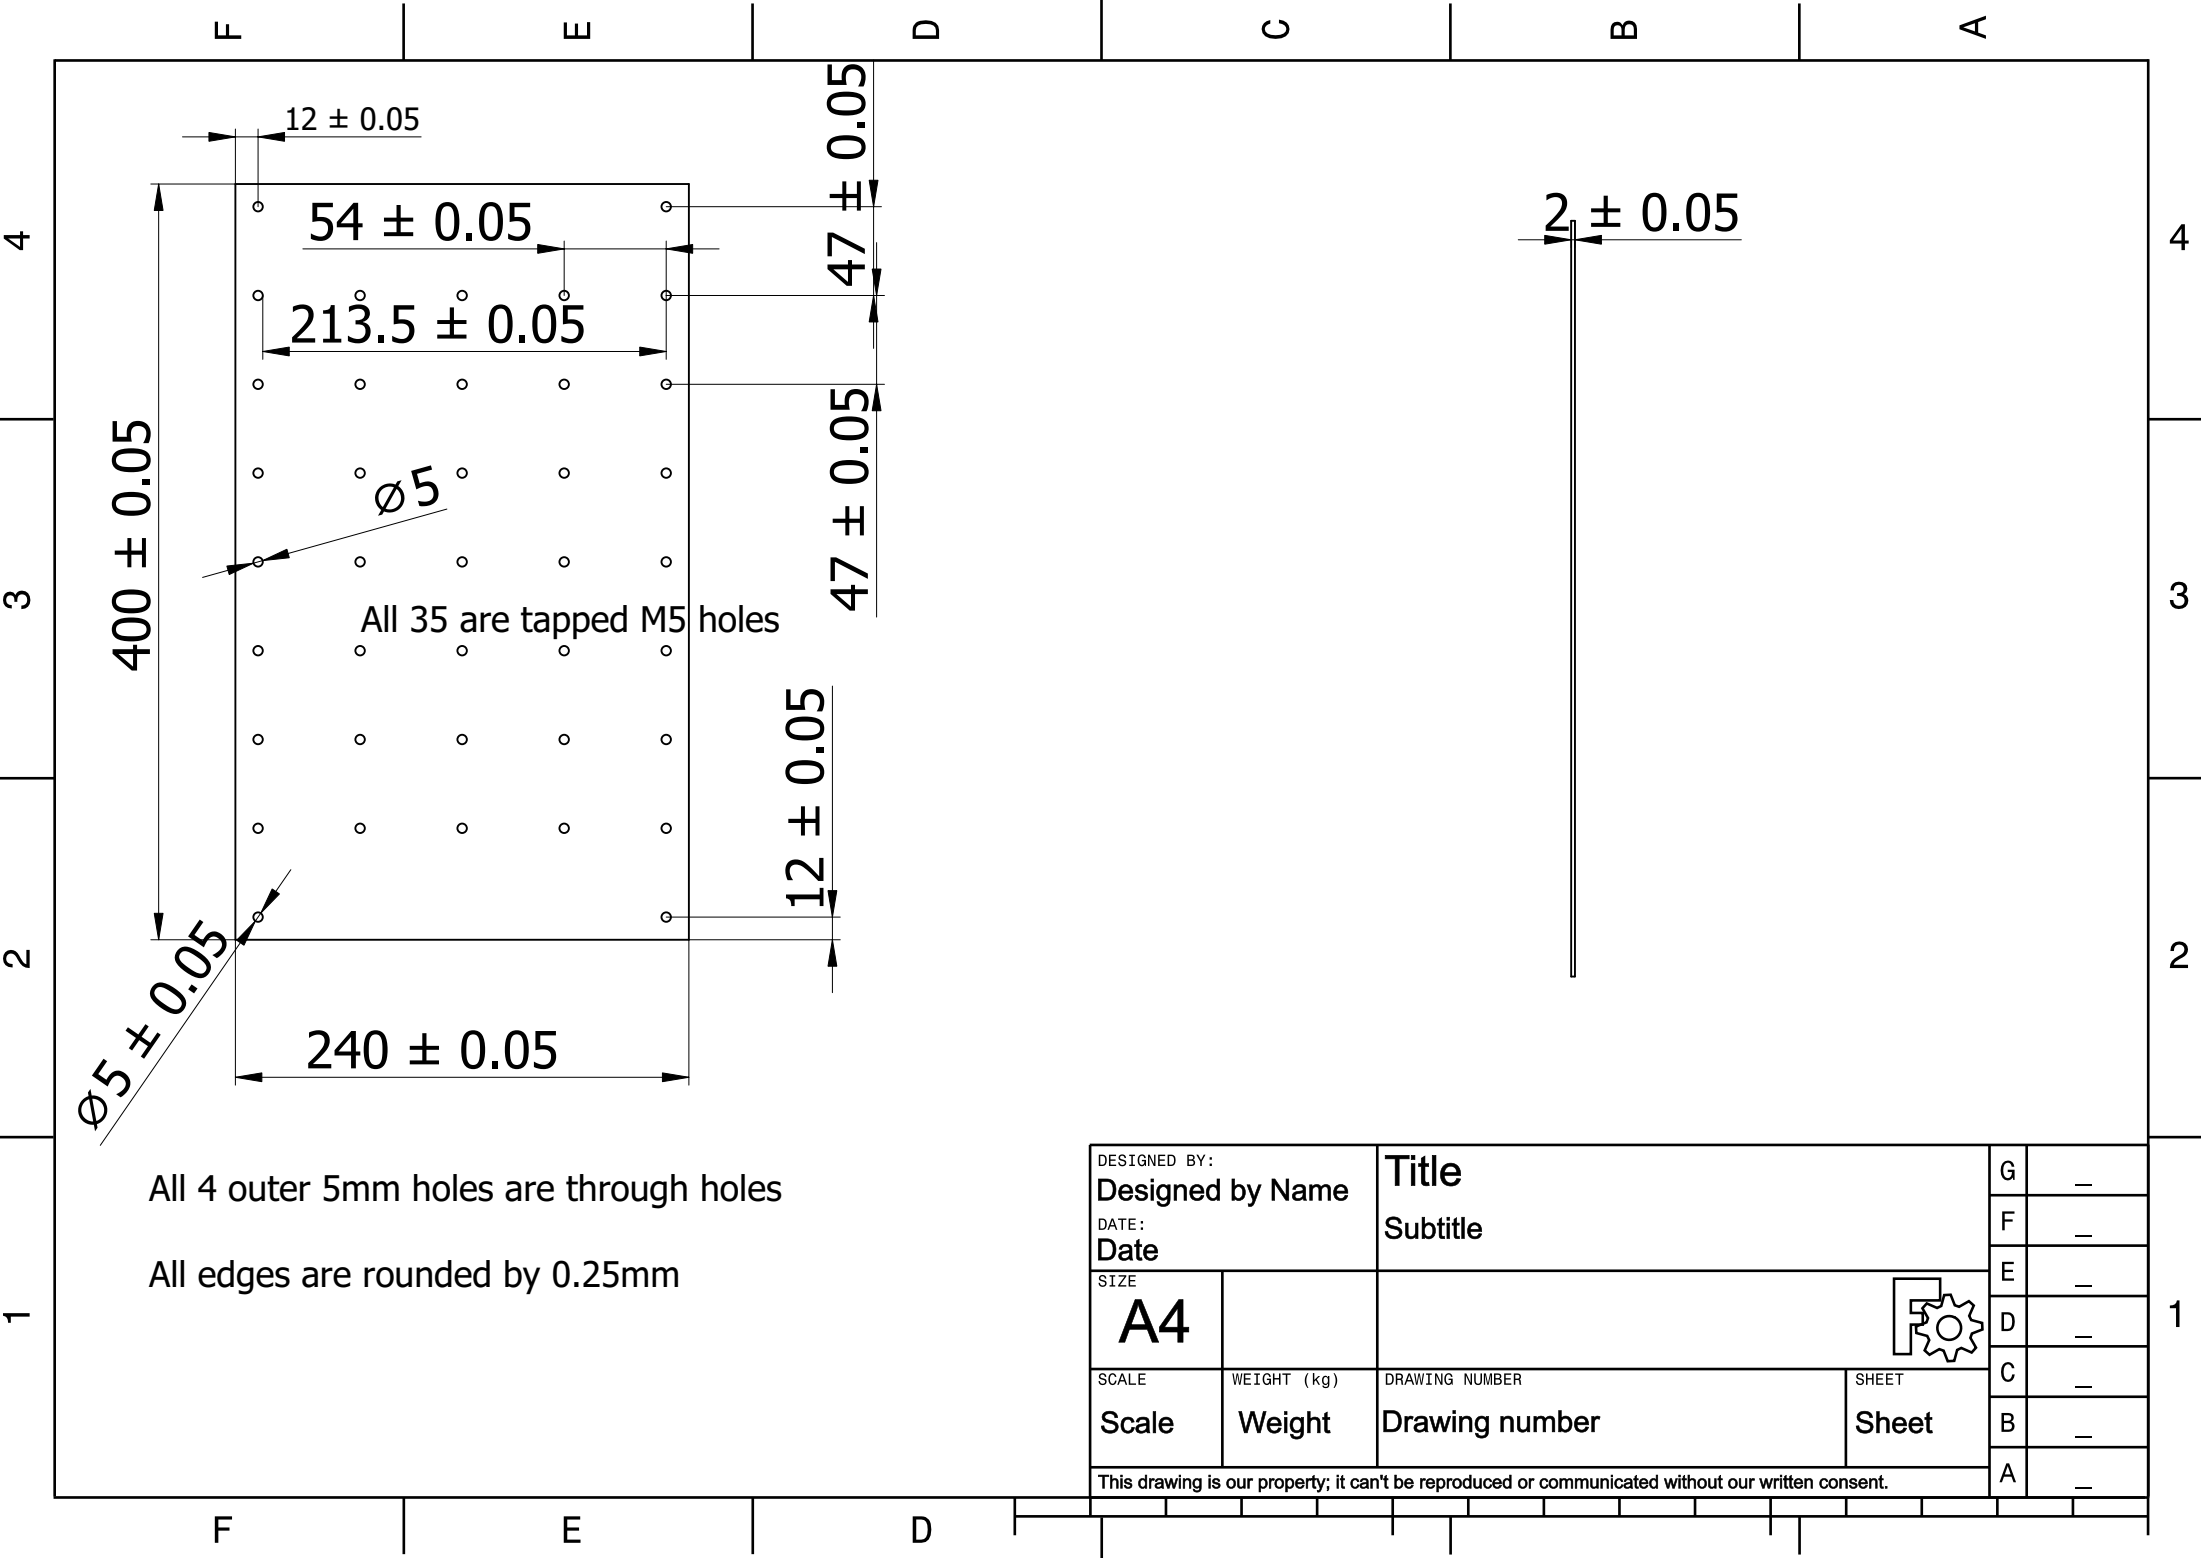 F E D C B A
12 ± 0.05
47 ± 0.05
54 ± 0.05
2 ± 0.05
4
4
213.5 ± 0.05
47 ± 0.05
400 ± 0.05
∅5
3
3
All 35 are tapped M5 holes
12 ± 0.05
2
2
∅5 ± 0.05
240 ± 0.05
All 4 outer 5mm holes are through holes
All edges are rounded by 0.25mm
1
1
DESIGNED BY:
Designed by Name
DATE:
Date
Title
Subtitle
SIZE
A4
SCALE
Scale
WEIGHT (kg)
Weight
DRAWING NUMBER
Drawing number
SHEET
Sheet
G _
F _
E _
D _
C _
B _
A _
This drawing is our property; it can't be reproduced or communicated without our written consent.
F E D